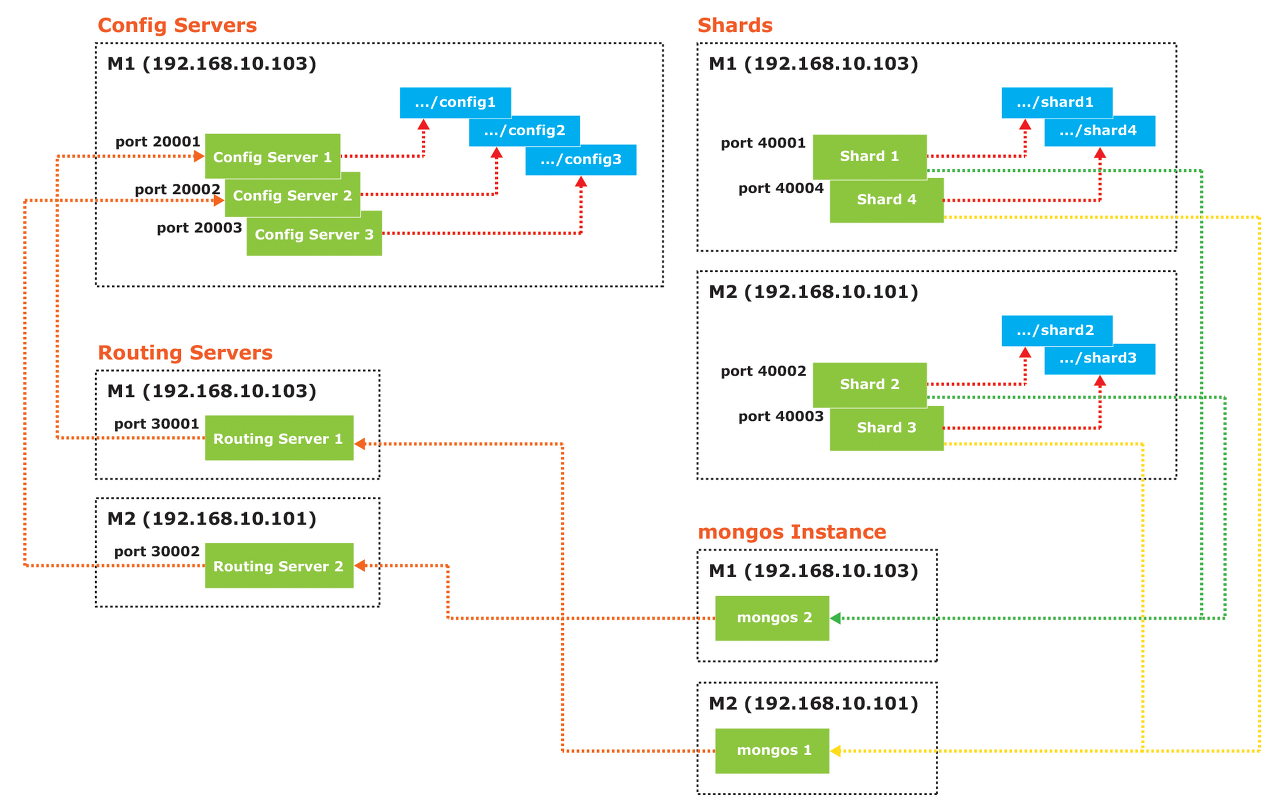 Config Servers
M1 (192.168.10.103)
.../config1
.../config2
.../config3
port 20001
Config Server 1
port 20002
Config Server 2
port 20003
Config Server 3
Routing Servers
M1 (192.168.10.103)
port 30001
Routing Server 1
M2 (192.168.10.101)
port 30002
Routing Server 2
Shards
M1 (192.168.10.103)
.../shard1
.../shard4
port 40001
Shard 1
port 40004
Shard 4
M2 (192.168.10.101)
.../shard2
.../shard3
port 40002
Shard 2
port 40003
Shard 3
mongos Instance
M1 (192.168.10.103)
mongos 2
M2 (192.168.10.101)
mongos 1